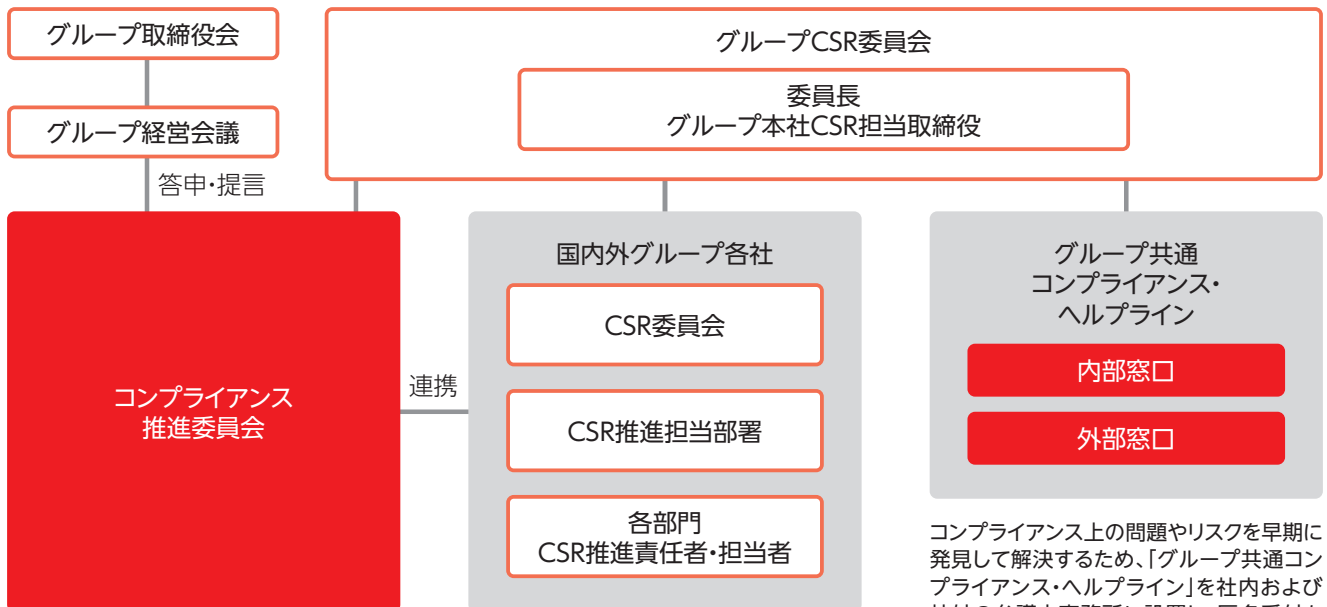 グループ取締役会
グループ経営会議
答申・提言
グループCSR委員会
委員長
グループ本社CSR担当取締役
コンプライアンス
推進委員会
連携
国内外グループ各社
CSR委員会
CSR推進担当部署
各部門
CSR推進責任者・担当者
グループ共通
コンプライアンス・
ヘルプライン
内部窓口
外部窓口
コンプライアンス上の問題やリスクを早期に
発見して解決するため、「グループ共通コン
プライアンス・ヘルプライン」を社内および